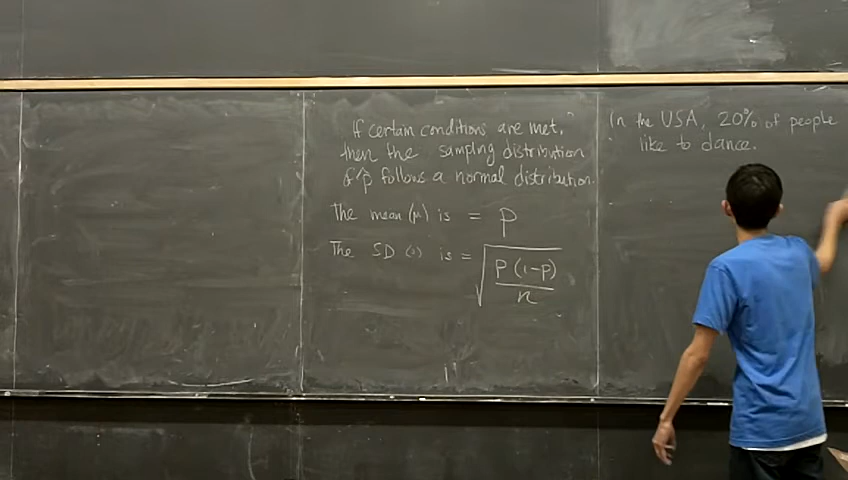 If certain conditions are met,
then the sampling distribution
of p̂ follows a normal distribution.
The mean (μ) is = p
The SD (s) is = √(p(1-p)/n)
In the USA, 20% of people
like to dance.